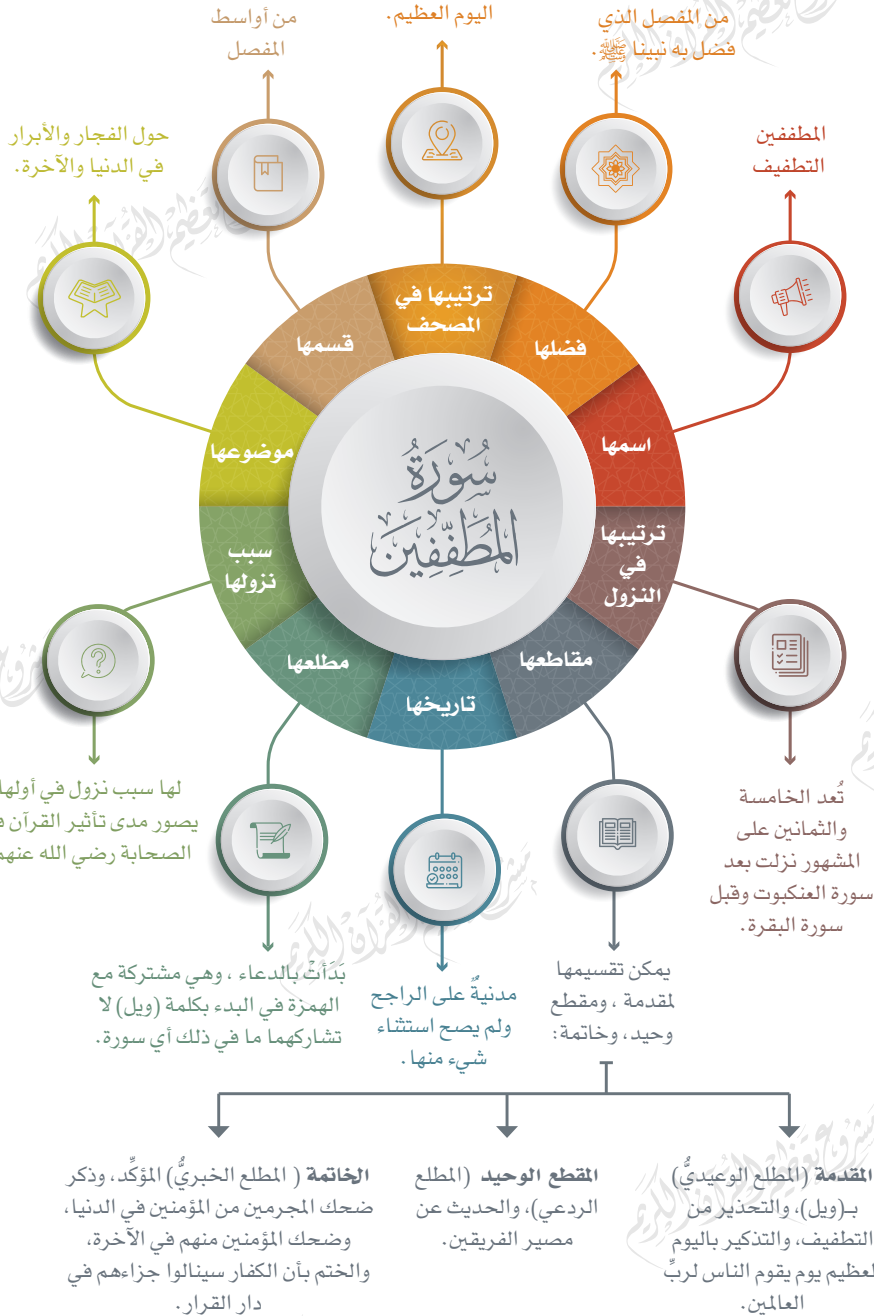 من المفصل الذي
فضل به نبينا ﷺ.
اليوم العظيم.
من أواسط
المفصل
المطففين
التطفيف
حول الفجار والأبرار
في الدنيا والآخرة.
ترتيبها في
المصحف
فضلها
قسمها
اسمها
موضوعها
سُورَةُ
المُطَفِّفِينَ
ترتيبها
في
النزول
سبب
نزولها
مقاطعها
مطلعها
تاريخها
تُعد الخامسة
والثمانين على
المشهور نزلت بعد
سورة العنكبوت وقبل
سورة البقرة.
لها سبب نزول في أولها
يصور مدى تأثير القرآن
الصحابة رضي الله
يمكن تقسيمها
لمقدمة ، ومقطع
وحيد، وخاتمة:
مدنيةٌ على الراجح
ولم يصح استثناء
شيء منها.
بَدَأتْ بالدعاء ، وهي مشتركة مع
الهمزة في البدء بكلمة (ويل) لا
تشاركهما ما في ذلك أي سورة.
المقدمة (المطلع الوعيديُّ)
بـ(ويل)، والتحذير من
التطفيف، والتذكير باليوم
لعظيم يوم يقوم الناس لربِّ
العالمين.
المقطع الوحيد (المطلع
الردعي)، والحديث عن
مصير الفريقين.
الخاتمة ( المطلع الخبريُّ) المؤكِّد، وذكر
ضحك المجرمين من المؤمنين في الدنيا،
وضحك المؤمنين منهم في الآخرة،
والختم بأن الكفار سينالوا جزاءهم في
دار القرار.